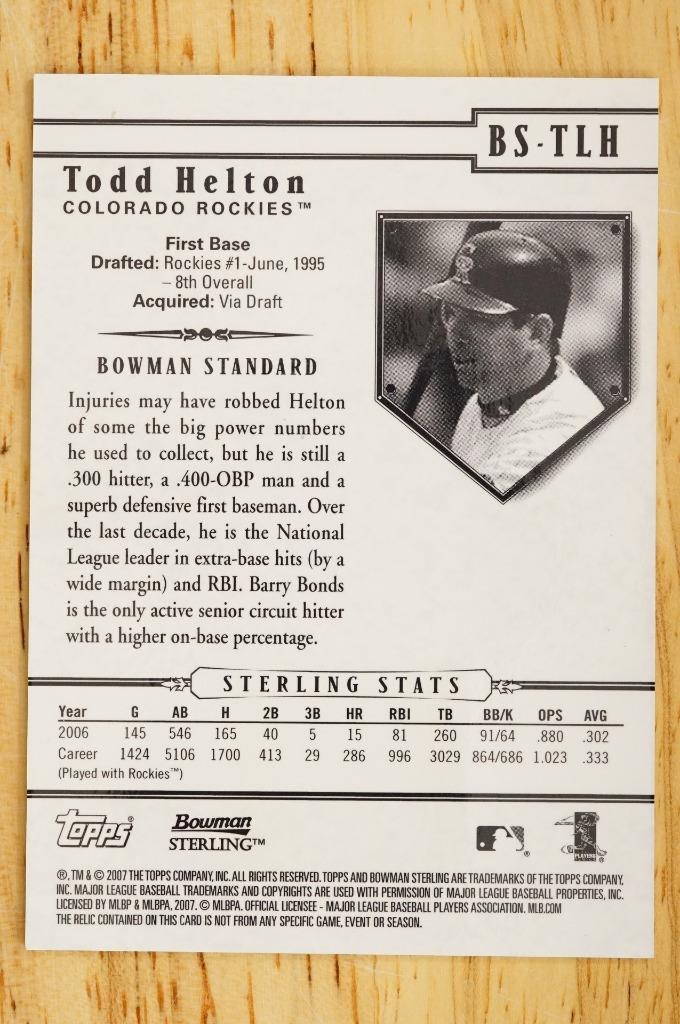 BS-TLH
Todd Helton
COLORADO ROCKIES™
First Base
Drafted: Rockies #1-June, 1995
– 8th Overall
Acquired: Via Draft
BOWMAN STANDARD
Injuries may have robbed Helton
of some the big power numbers
he used to collect, but he is still a
.300 hitter, a .400-OBP man and a
superb defensive first baseman. Over
the last decade, he is the National
League leader in extra-base hits (by a
wide margin) and RBI. Barry Bonds
is the only active senior circuit hitter
with a higher on-base percentage.
STERLING STATS
Year G AB H 2B 3B HR RBI TB BB/K OPS AVG
2006 145 546 165 40 5 15 81 260 91/64 .880 .302
Career 1424 5106 1700 413 29 286 996 3029 864/686 1.023 .333
(Played with Rockies™)
Topps®
Bowman
STERLING™
PLAYERS
®, TM & © 2007 THE TOPPS COMPANY, INC. ALL RIGHTS RESERVED. TOPPS AND BOWMAN STERLING ARE TRADEMARKS OF THE TOPPS COMPANY,
INC. MAJOR LEAGUE BASEBALL TRADEMARKS AND COPYRIGHTS ARE USED WITH PERMISSION OF MAJOR LEAGUE BASEBALL PROPERTIES, INC.
LICENSED BY MLBP & MLBPA, 2007. © MLBPA. OFFICIAL LICENSEE - MAJOR LEAGUE BASEBALL PLAYERS ASSOCIATION. MLB.COM
THE RELIC CONTAINED ON THIS CARD IS NOT FROM ANY SPECIFIC GAME, EVENT OR SEASON.